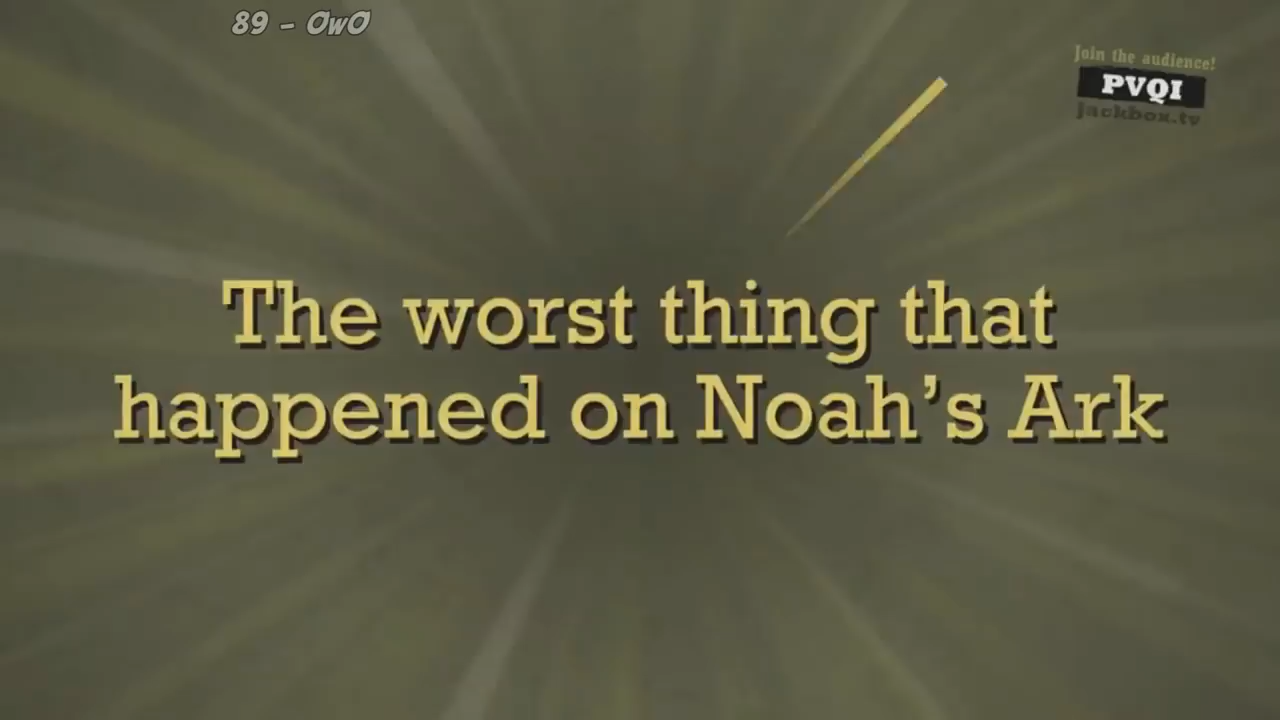 89 - OwO
Join the audience!
PVQI
jackbox.tv
The worst thing that
happened on Noah's Ark